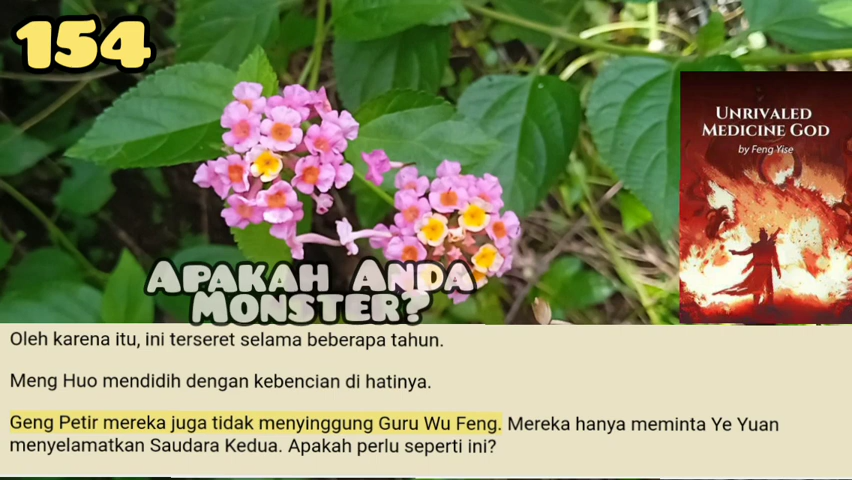 154
UNRIVALED
MEDICINE GOD
by Feng Yise
APAKAH ANDA
MONSTER?
Oleh karena itu, ini terseret selama beberapa tahun.
Meng Huo mendidih dengan kebencian di hatinya.
Geng Petir mereka juga tidak menyinggung Guru Wu Feng. Mereka hanya meminta Ye Yuan
menyelamatkan Saudara Kedua. Apakah perlu seperti ini?